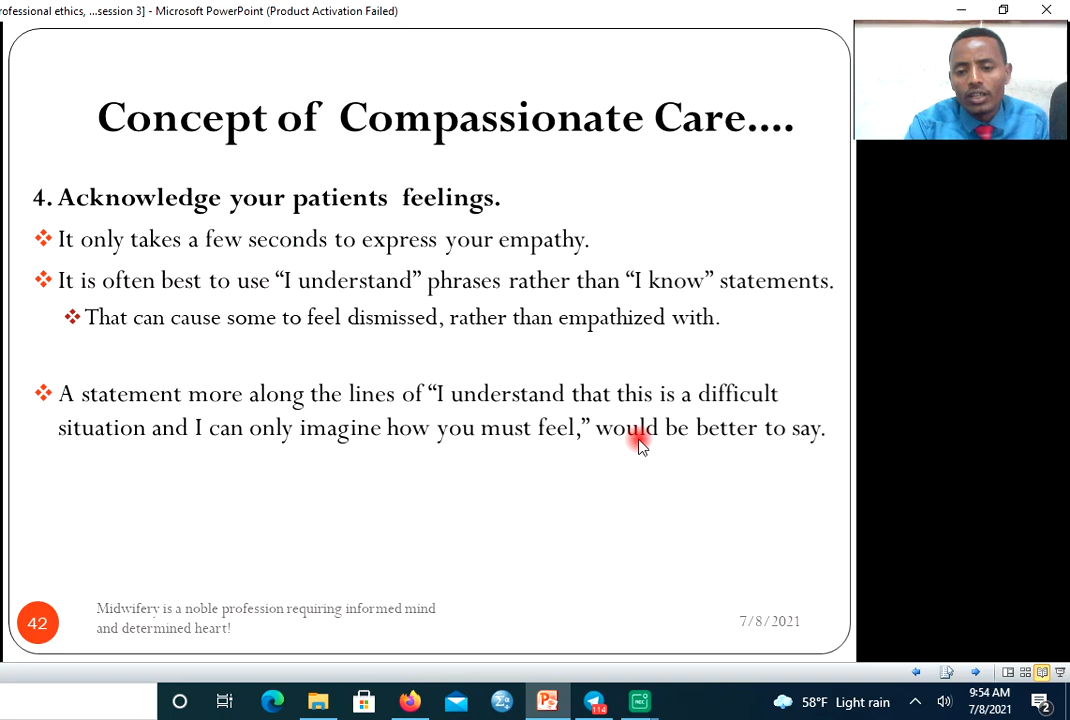 rofessional ethics, ...session 3] - Microsoft PowerPoint (Product Activation Failed)
Concept of Compassionate Care....
4. Acknowledge your patients feelings.
It only takes a few seconds to express your empathy.
It is often best to use “I understand” phrases rather than “I know” statements.
That can cause some to feel dismissed, rather than empathized with.
A statement more along the lines of “I understand that this is a difficult
situation and I can only imagine how you must feel,” would be better to say.
42
Midwifery is a noble profession requiring informed mind
and determined heart!
7/8/2021
114
REC
58°F Light rain
9:54 AM
7/8/2021
2